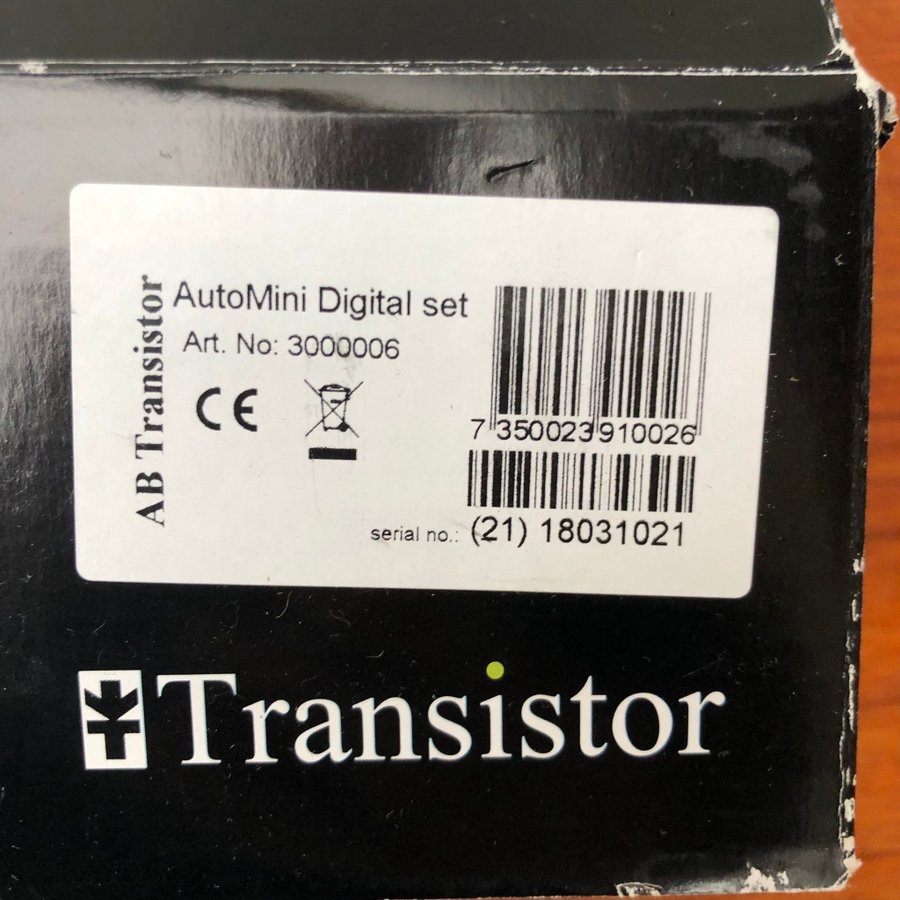 AB Transistor
AutoMini Digital set
Art. No: 3000006
CE
7 350023 910026
serial no.: (21) 18031021
Transistor